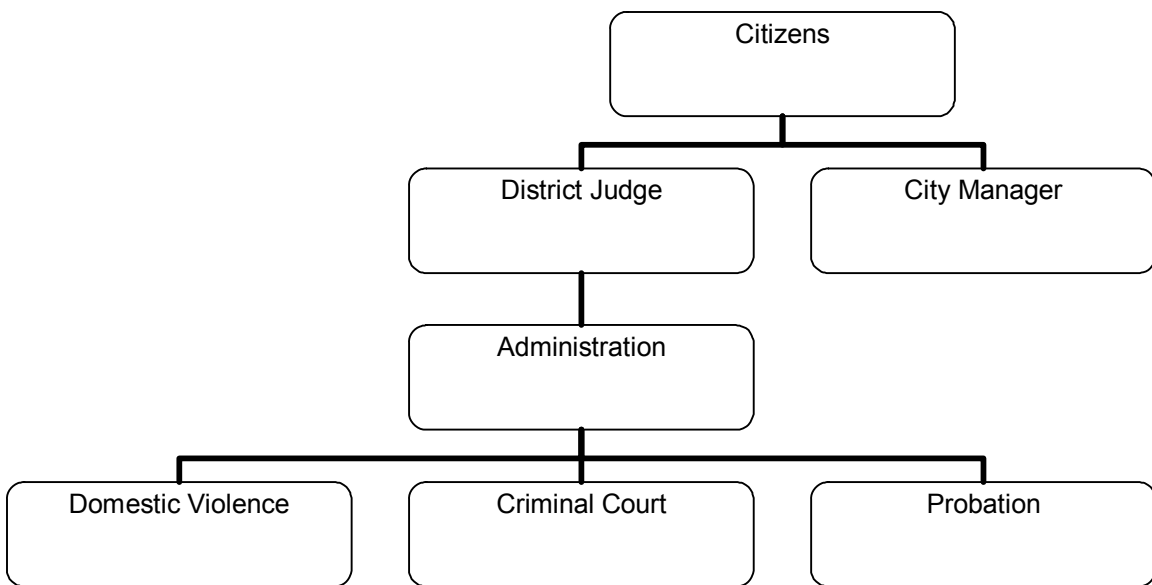 Citizens
District Judge
City Manager
Administration
Domestic Violence
Criminal Court
Probation